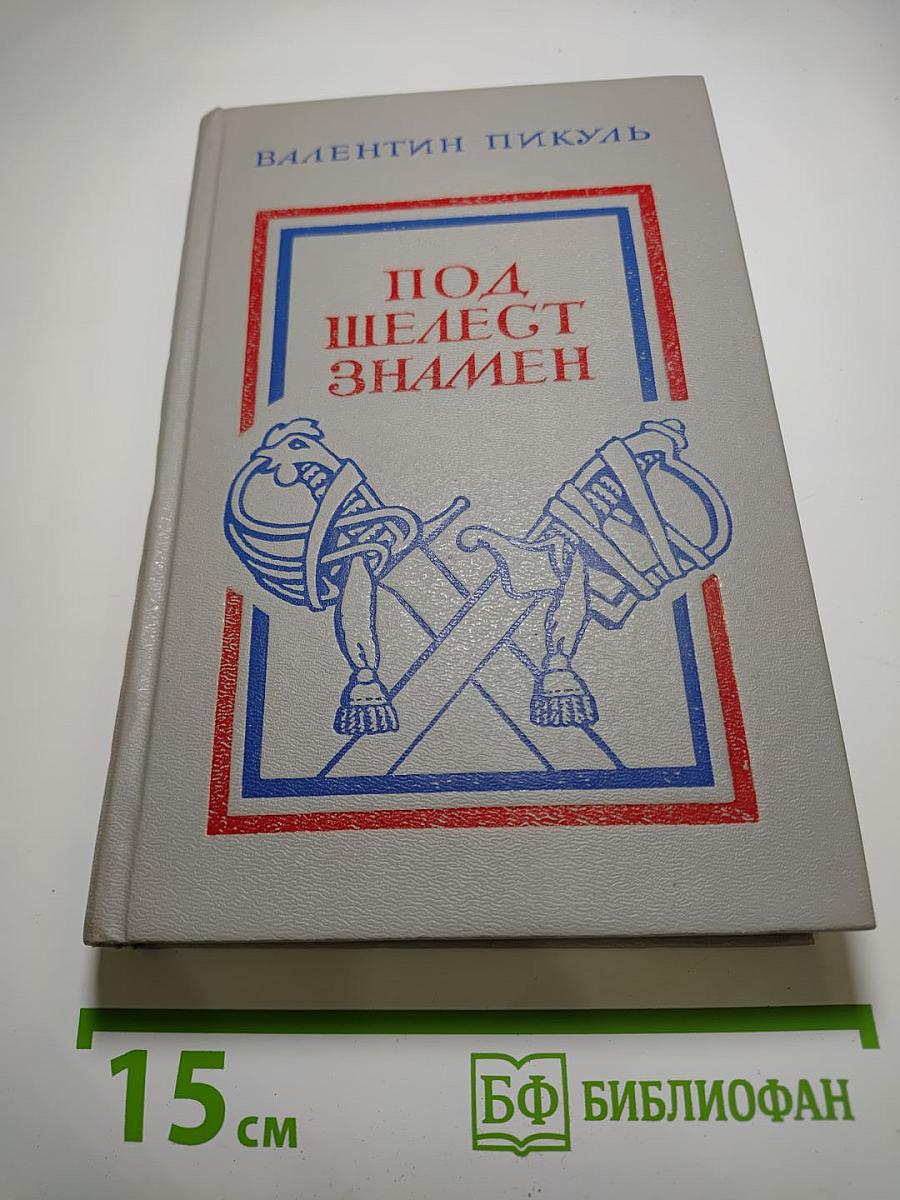 ВАЛЕНТИН ПИКУЛЬ
ПОД
ШЕЛЕСТ
ЗНАМЕН
15 см
БФ БИБЛИОФАН